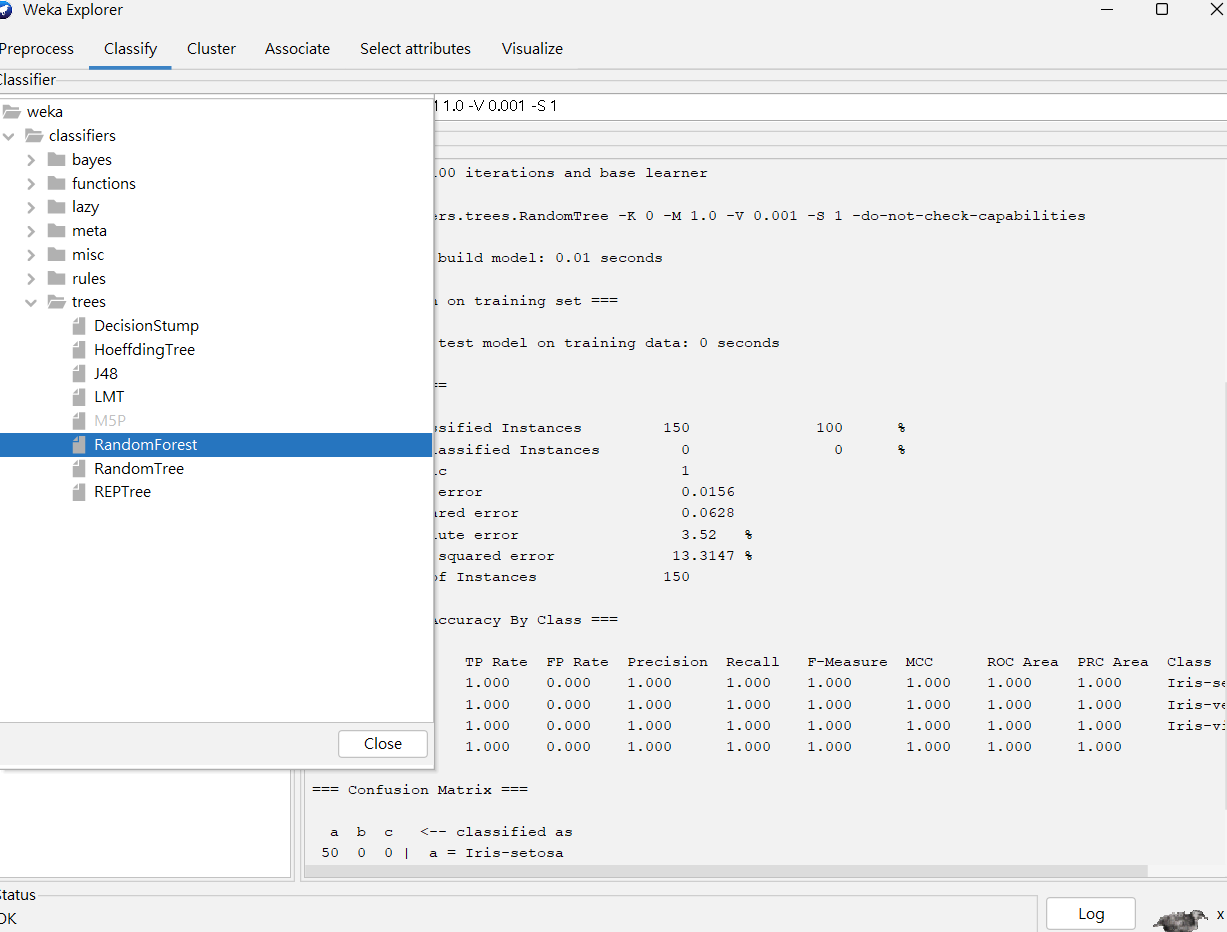 Weka Explorer
Preprocess Classify Cluster Associate Select attributes Visualize
Classifier
weka
classifiers
bayes
functions
lazy
meta
misc
rules
trees
DecisionStump
HoeffdingTree
J48
LMT
M5P
RandomForest
RandomTree
REPTree
Close
1.0 -V 0.001 -S 1
00 iterations and base learner
ers.trees.RandomTree -K 0 -M 1.0 -V 0.001 -S 1 -do-not-check-capabilities
build model: 0.01 seconds
on training set ===
test model on training data: 0 seconds
==
sified Instances 150 100 %
assified Instances 0 0 %
c 1
error 0.0156
ared error 0.0628
ute error 3.52 %
squared error 13.3147 %
of Instances 150
Accuracy By Class ===
TP Rate FP Rate Precision Recall F-Measure MCC ROC Area PRC Area Class
1.000 0.000 1.000 1.000 1.000 1.000 1.000 1.000 Iris-se
1.000 0.000 1.000 1.000 1.000 1.000 1.000 1.000 Iris-ve
1.000 0.000 1.000 1.000 1.000 1.000 1.000 1.000 Iris-vi
1.000 0.000 1.000 1.000 1.000 1.000 1.000 1.000
=== Confusion Matrix ===
a b c <-- classified as
50 0 0 | a = Iris-setosa
Status
OK
Log
x